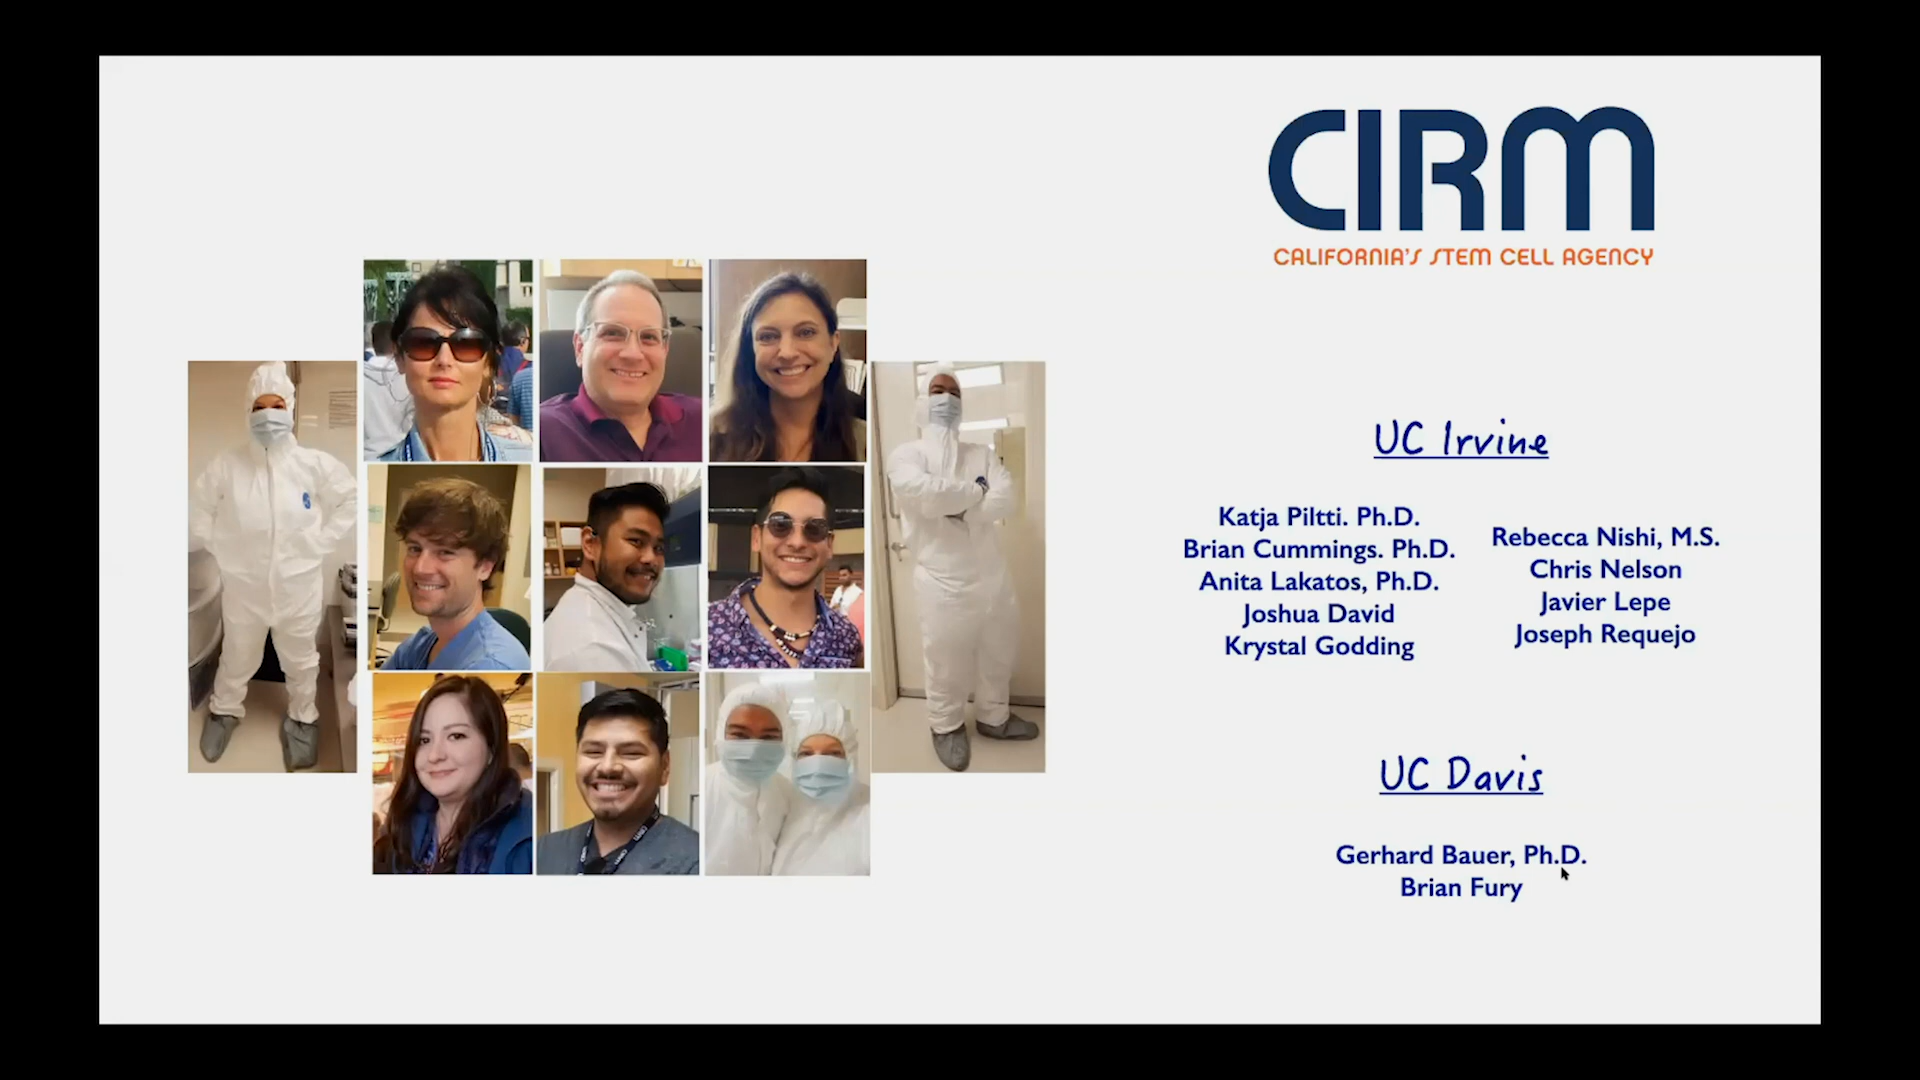 CIRM
CALIFORNIA'S STEM CELL AGENCY
UC Irvine
Katja Piltti. Ph.D.
Brian Cummings. Ph.D.
Anita Lakatos, Ph.D.
Joshua David
Krystal Godding
Rebecca Nishi, M.S.
Chris Nelson
Javier Lepe
Joseph Requejo
UC Davis
Gerhard Bauer, Ph.D.
Brian Fury